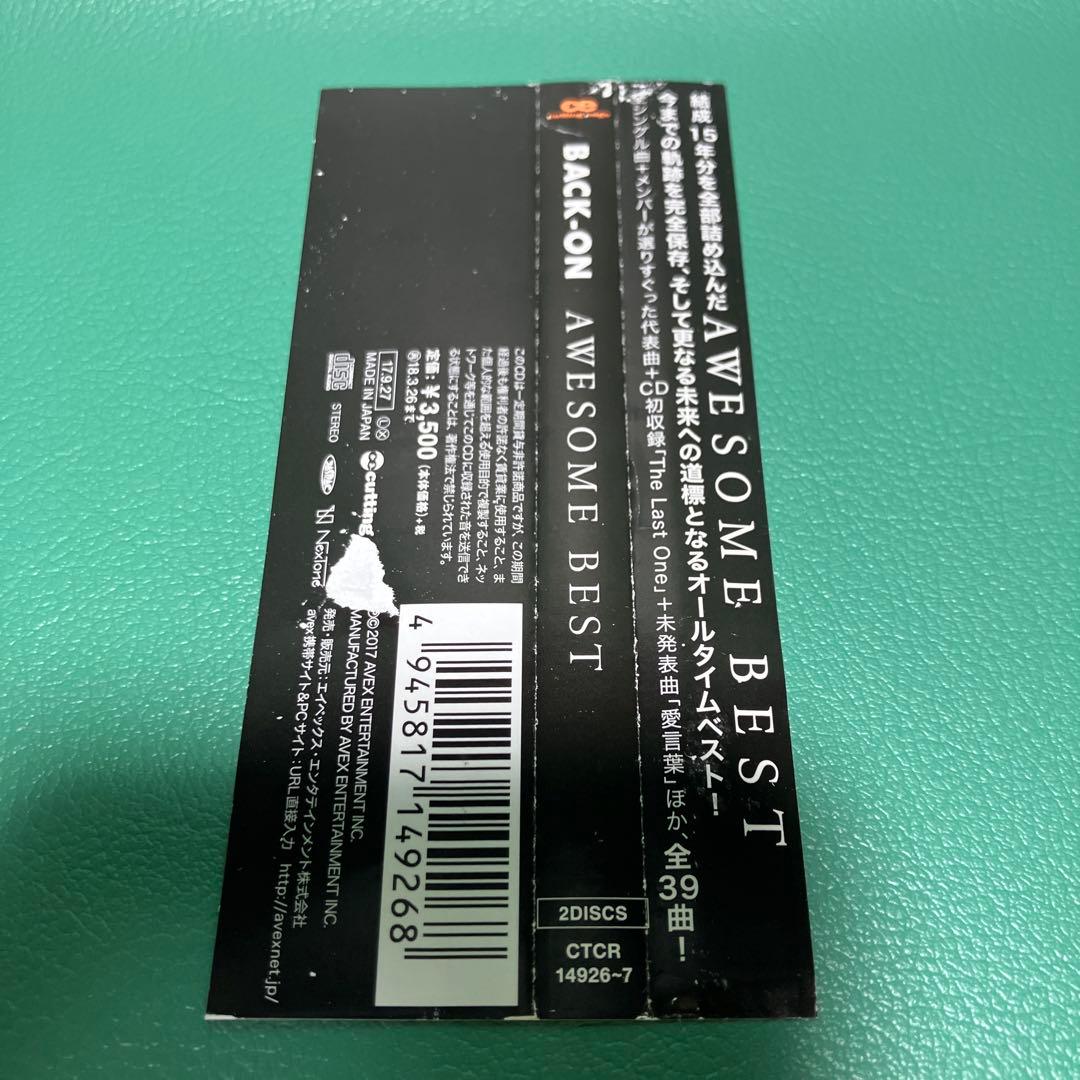 結成15年分を全部詰め込んだ AWESOME BEST
今までの軌跡を完全保存、そして更なる未来への道標となるオールタイムベスト!
シングル曲+メンバーが選りすぐった代表曲+CD初収録「The Last One」+未発表曲「愛言葉」ほか、全39曲!
BACK-ON AWESOME BEST
2DISCS
CTCR
14926~7
このCDは一定期間貸与非許諾商品ですが、この期間
経過後も権利者の許諾なく賃貸業に使用すること、ま
た個人的な範囲を超える使用目的で複製すること、ネッ
トワーク等を通じてこのCDに収録された音を送信でき
る状態にすることは、著作権法で禁じられています。
定価:¥3,500(本体価格)+税
再18.3.26まで
17.9.27 LX
MADE IN JAPAN
cutting
disc
STEREO
Nextone
4 945817 149268
℗©2017 AVEX ENTERTAINMENT INC.
MANUFACTURED BY AVEX ENTERTAINMENT INC.
発売・販売元:エイベックス・エンタテインメント株式会社
avex携帯サイト&PCサイト:URL直接入力 http://avexnet.jp/